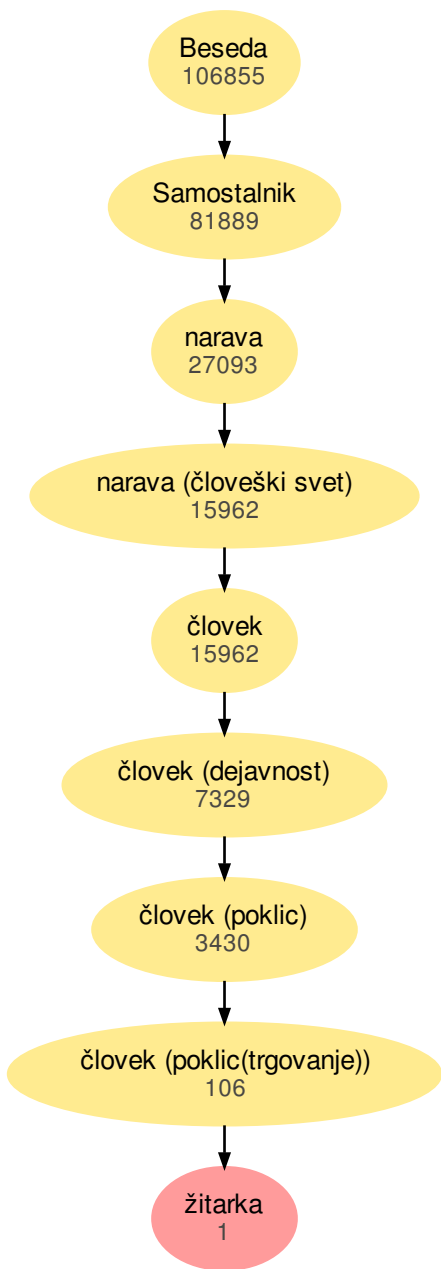 Beseda
106855
Samostalnik
81889
narava
27093
narava (človeški svet)
15962
človek
15962
človek (dejavnost)
7329
človek (poklic)
3430
človek (poklic(trgovanje))
106
žitarka
1